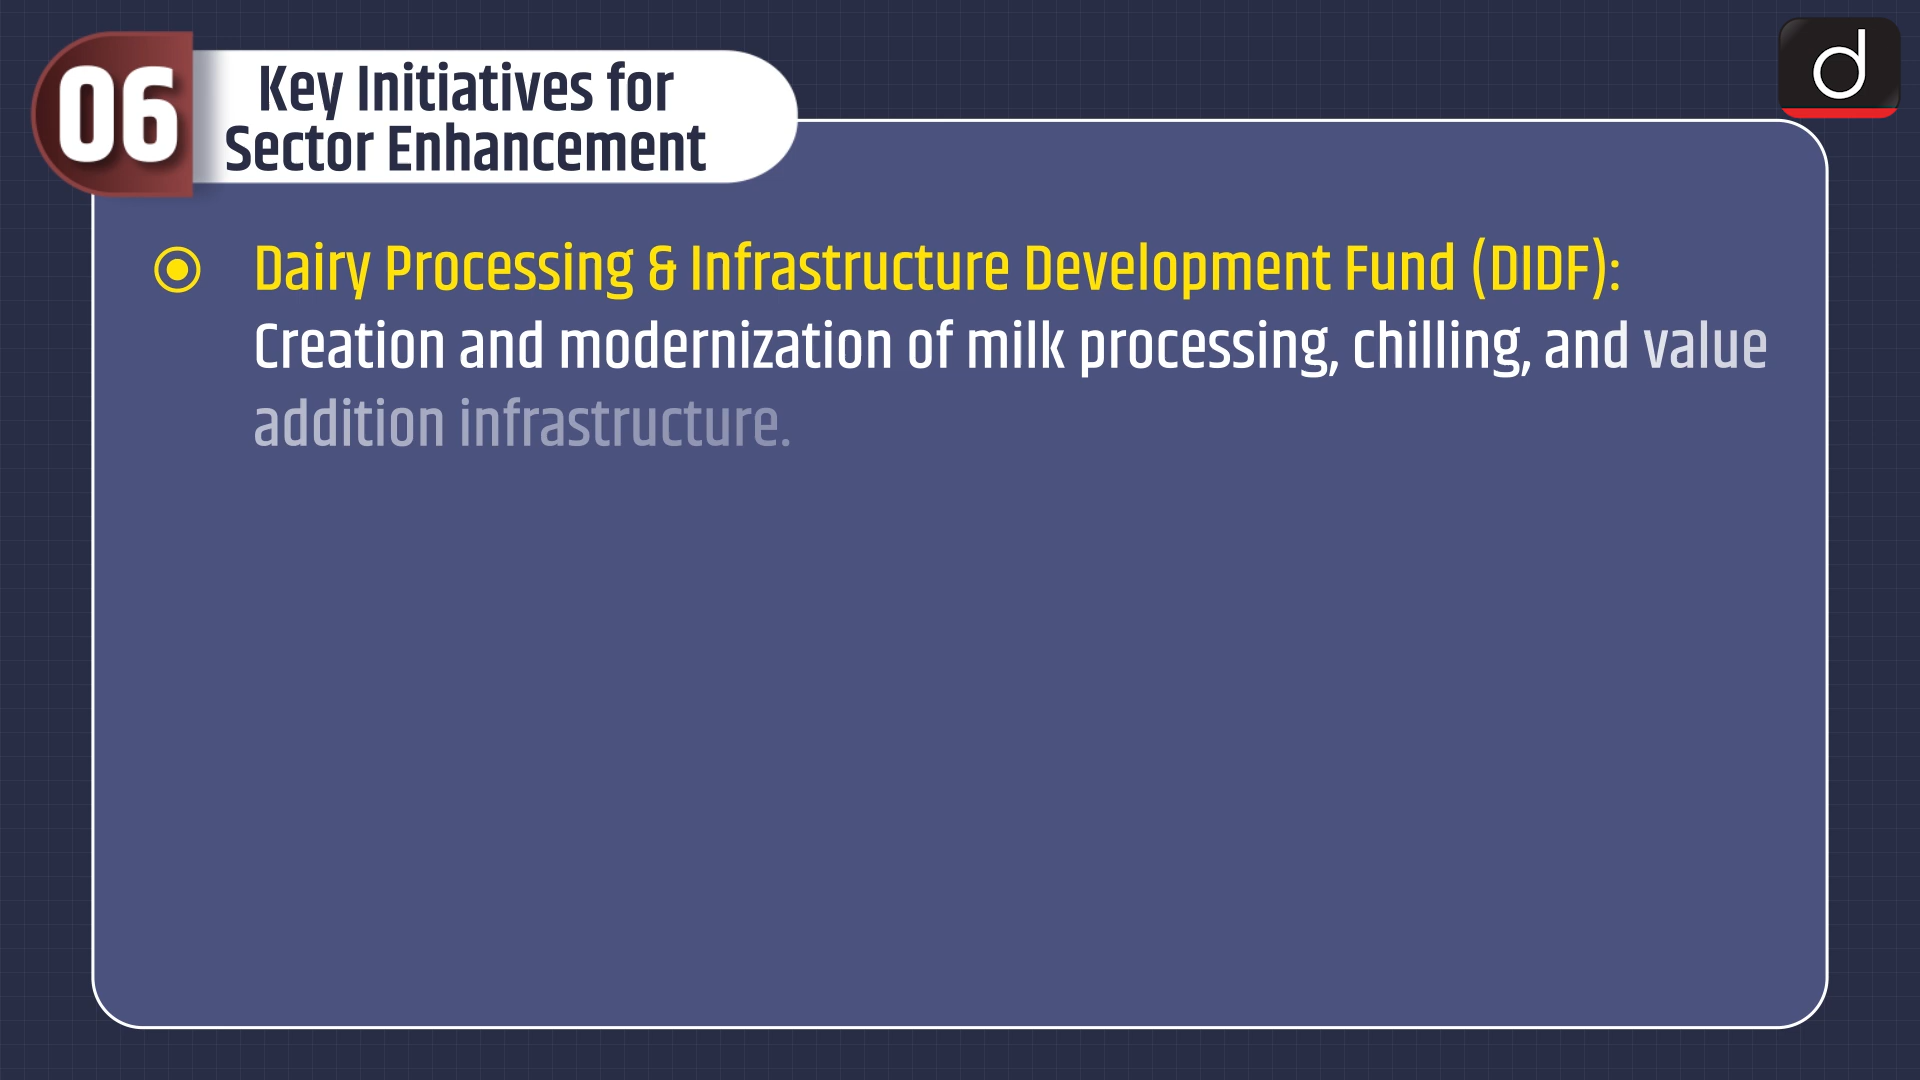 06
Key Initiatives for
Sector Enhancement
d
Dairy Processing & Infrastructure Development Fund (DIDF):
Creation and modernization of milk processing, chilling, and value
addition infrastructure.